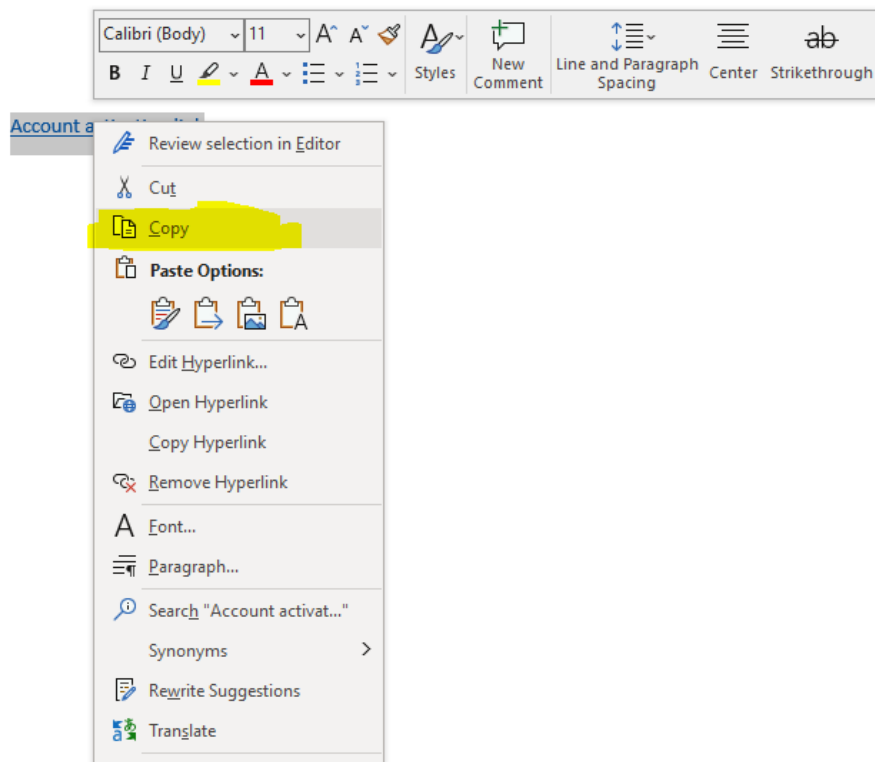 Calibri (Body) 11
B I U A Styles New Comment Line and Paragraph Spacing Center ab Strikethrough
Account
Review selection in Editor
Cut
Copy
Paste Options:
Edit Hyperlink...
Open Hyperlink
Copy Hyperlink
Remove Hyperlink
Font...
Paragraph...
Search "Account activat..."
Synonyms
Rewrite Suggestions
Translate